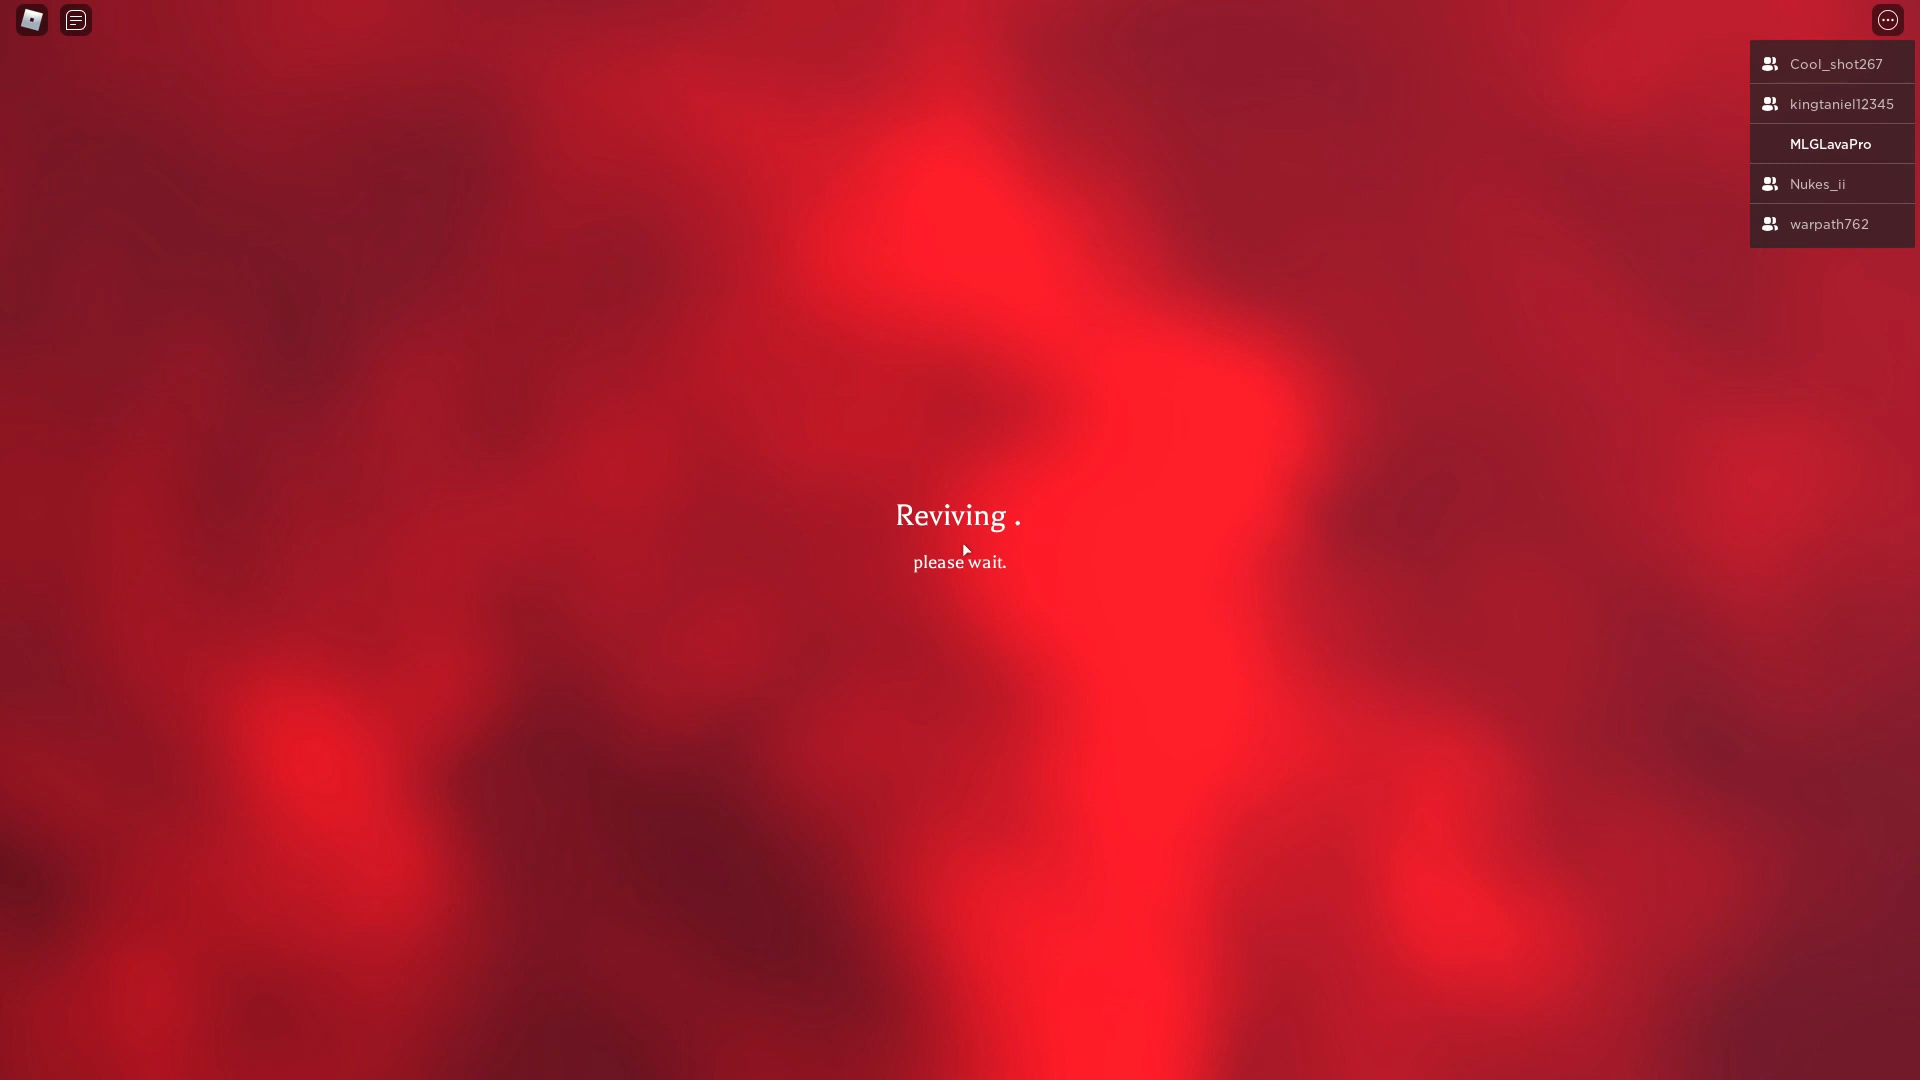 Cool_shot267
kingtaniel12345
MLGLavaPro
Nukes_ii
warpath762
Reviving .
please wait.